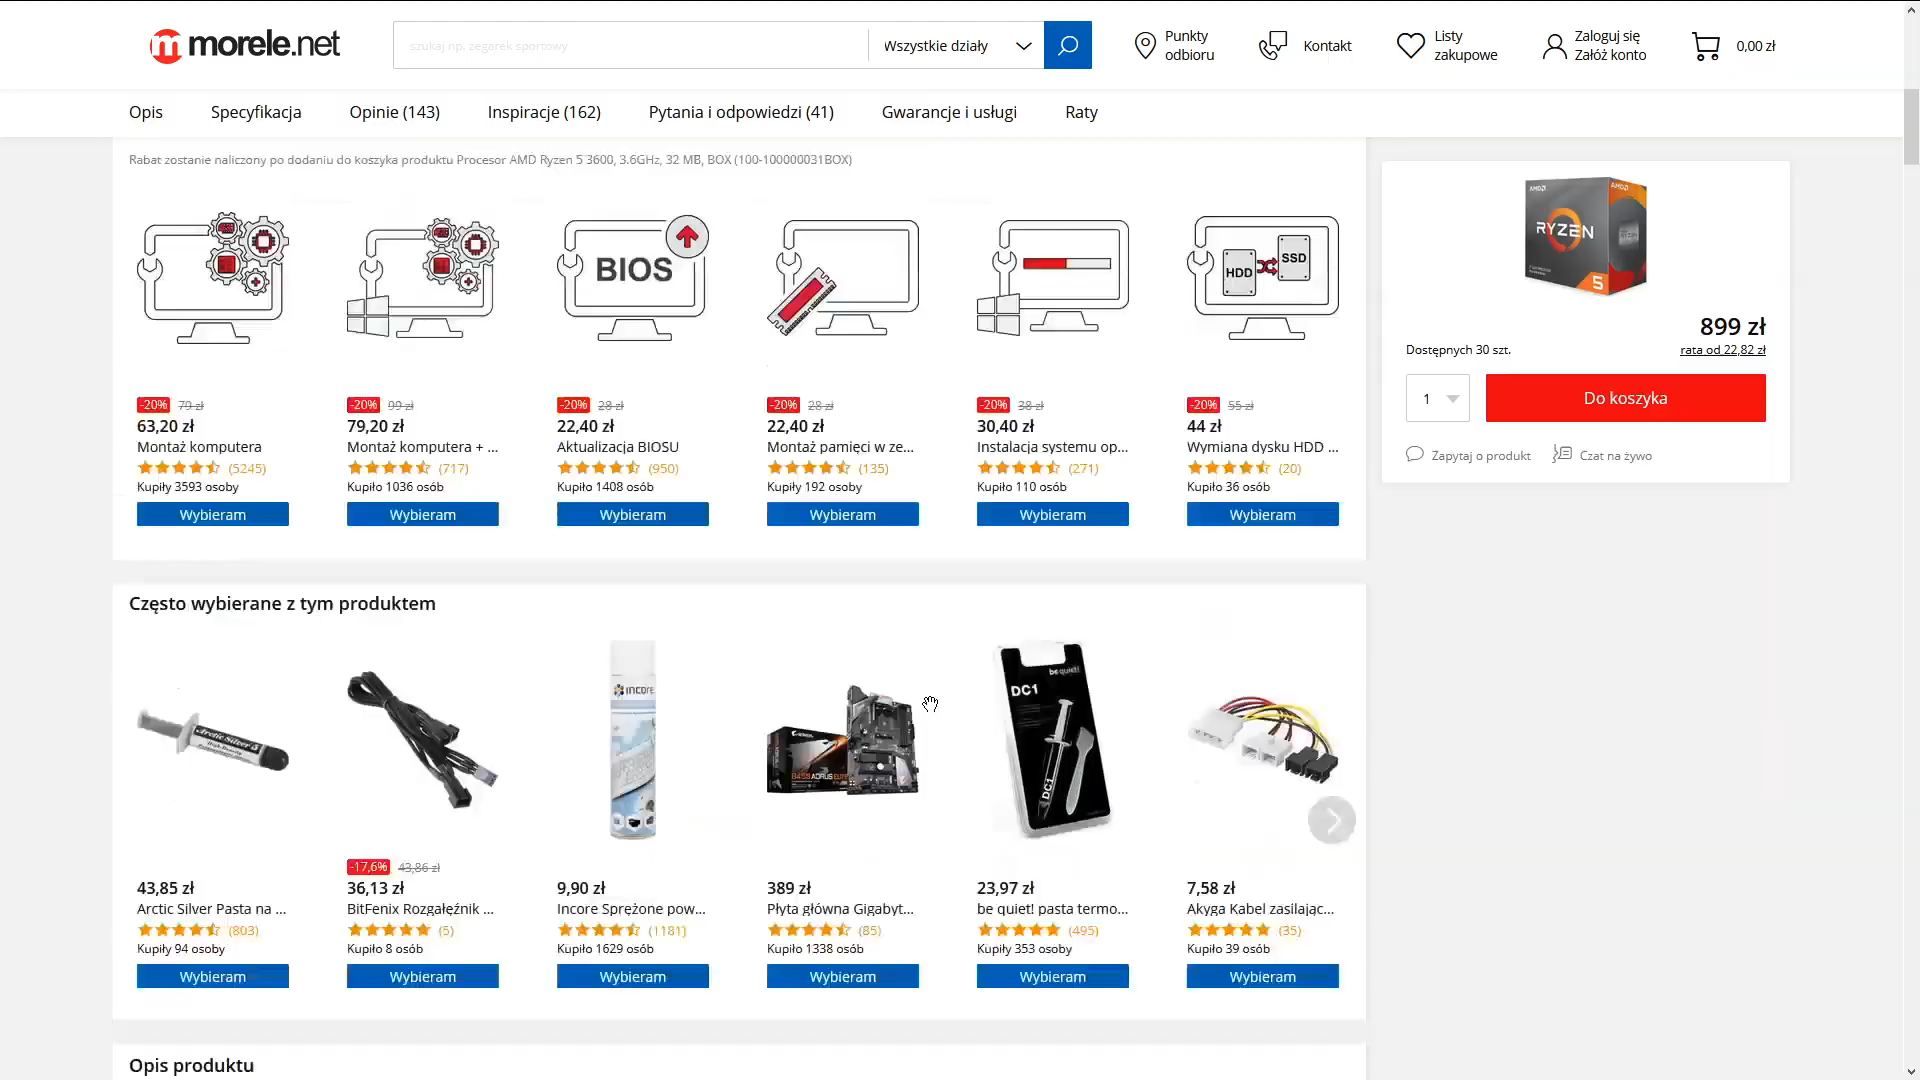 morele.net
szukaj np. zegarek sportowy
Wszystkie działy
Punkty odbioru
Kontakt
Listy zakupowe
Zaloguj się
Załóż konto
0,00 zł
Opis
Specyfikacja
Opinie (143)
Inspiracje (162)
Pytania i odpowiedzi (41)
Gwarancje i usługi
Raty
Rabat zostanie naliczony po dodaniu do koszyka produktu Procesor AMD Ryzen 5 3600, 3.6GHz, 32 MB, BOX (100-100000031BOX)
BIOS
HDD
SSD
-20% 79 zł
63,20 zł
Montaż komputera
(5245)
Kupiły 3593 osoby
Wybieram
-20% 99 zł
79,20 zł
Montaż komputera + ...
(717)
Kupiło 1036 osób
Wybieram
-20% 28 zł
22,40 zł
Aktualizacja BIOSU
(950)
Kupiło 1408 osób
Wybieram
-20% 28 zł
22,40 zł
Montaż pamięci w ze...
(135)
Kupiły 192 osoby
Wybieram
-20% 38 zł
30,40 zł
Instalacja systemu op...
(271)
Kupiło 110 osób
Wybieram
-20% 55 zł
44 zł
Wymiana dysku HDD ...
(20)
Kupiło 36 osób
Wybieram
AMD
RYZEN
5
899 zł
Dostępnych 30 szt.
rata od 22,82 zł
1
Do koszyka
Zapytaj o produkt
Czat na żywo
Często wybierane z tym produktem
Arctic Silver 5
INCORE
B450 AORUS ELITE
be quiet!
DC1
DC1
43,85 zł
Arctic Silver Pasta na ...
(803)
Kupiły 94 osoby
Wybieram
-17,6% 43,86 zł
36,13 zł
BitFenix Rozgałęźnik ...
(5)
Kupiło 8 osób
Wybieram
9,90 zł
Incore Sprężone pow...
(1181)
Kupiło 1629 osób
Wybieram
389 zł
Płyta główna Gigabyt...
(85)
Kupiło 1338 osób
Wybieram
23,97 zł
be quiet! pasta termo...
(495)
Kupiły 353 osoby
Wybieram
7,58 zł
Akyga Kabel zasilając...
(35)
Kupiło 39 osób
Wybieram
Opis produktu